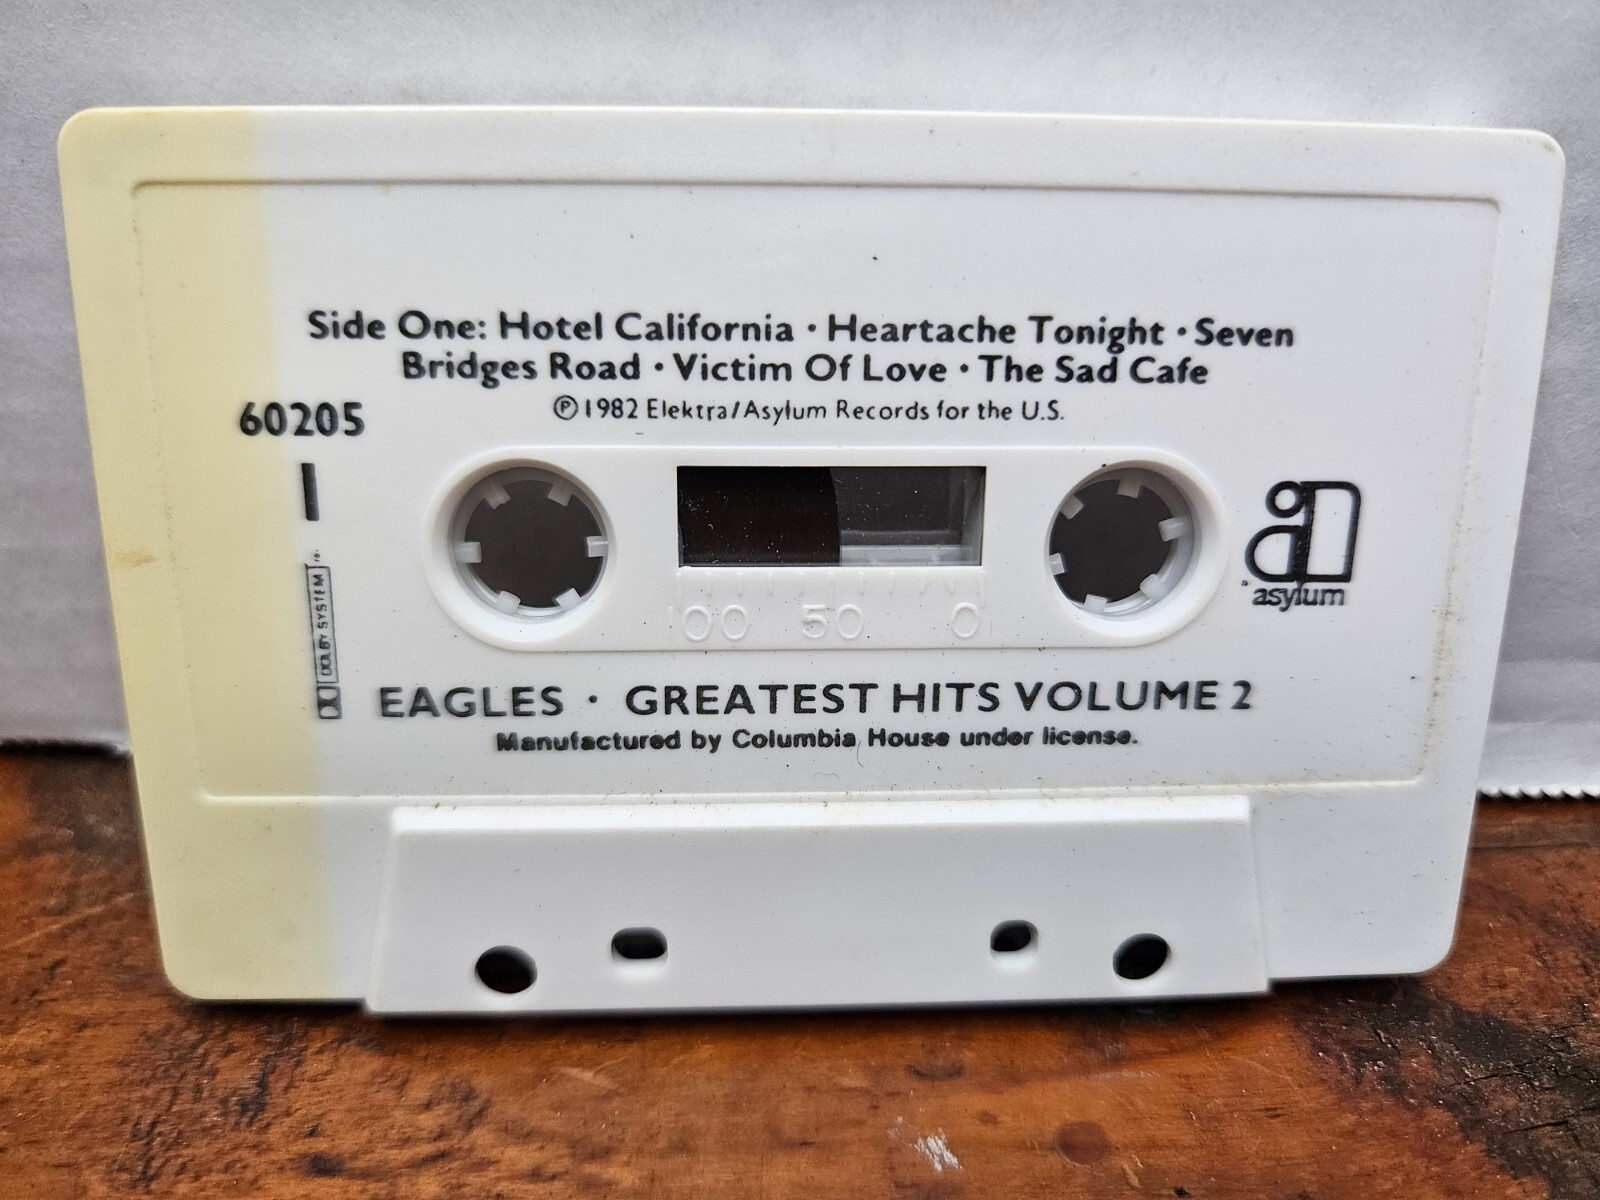 Side One: Hotel California · Heartache Tonight · Seven
Bridges Road · Victim Of Love · The Sad Cafe
℗1982 Elektra/Asylum Records for the U.S.
60205
I
DOLBY SYSTEM
asylum
00 50 0
EAGLES · GREATEST HITS VOLUME 2
Manufactured by Columbia House under license.